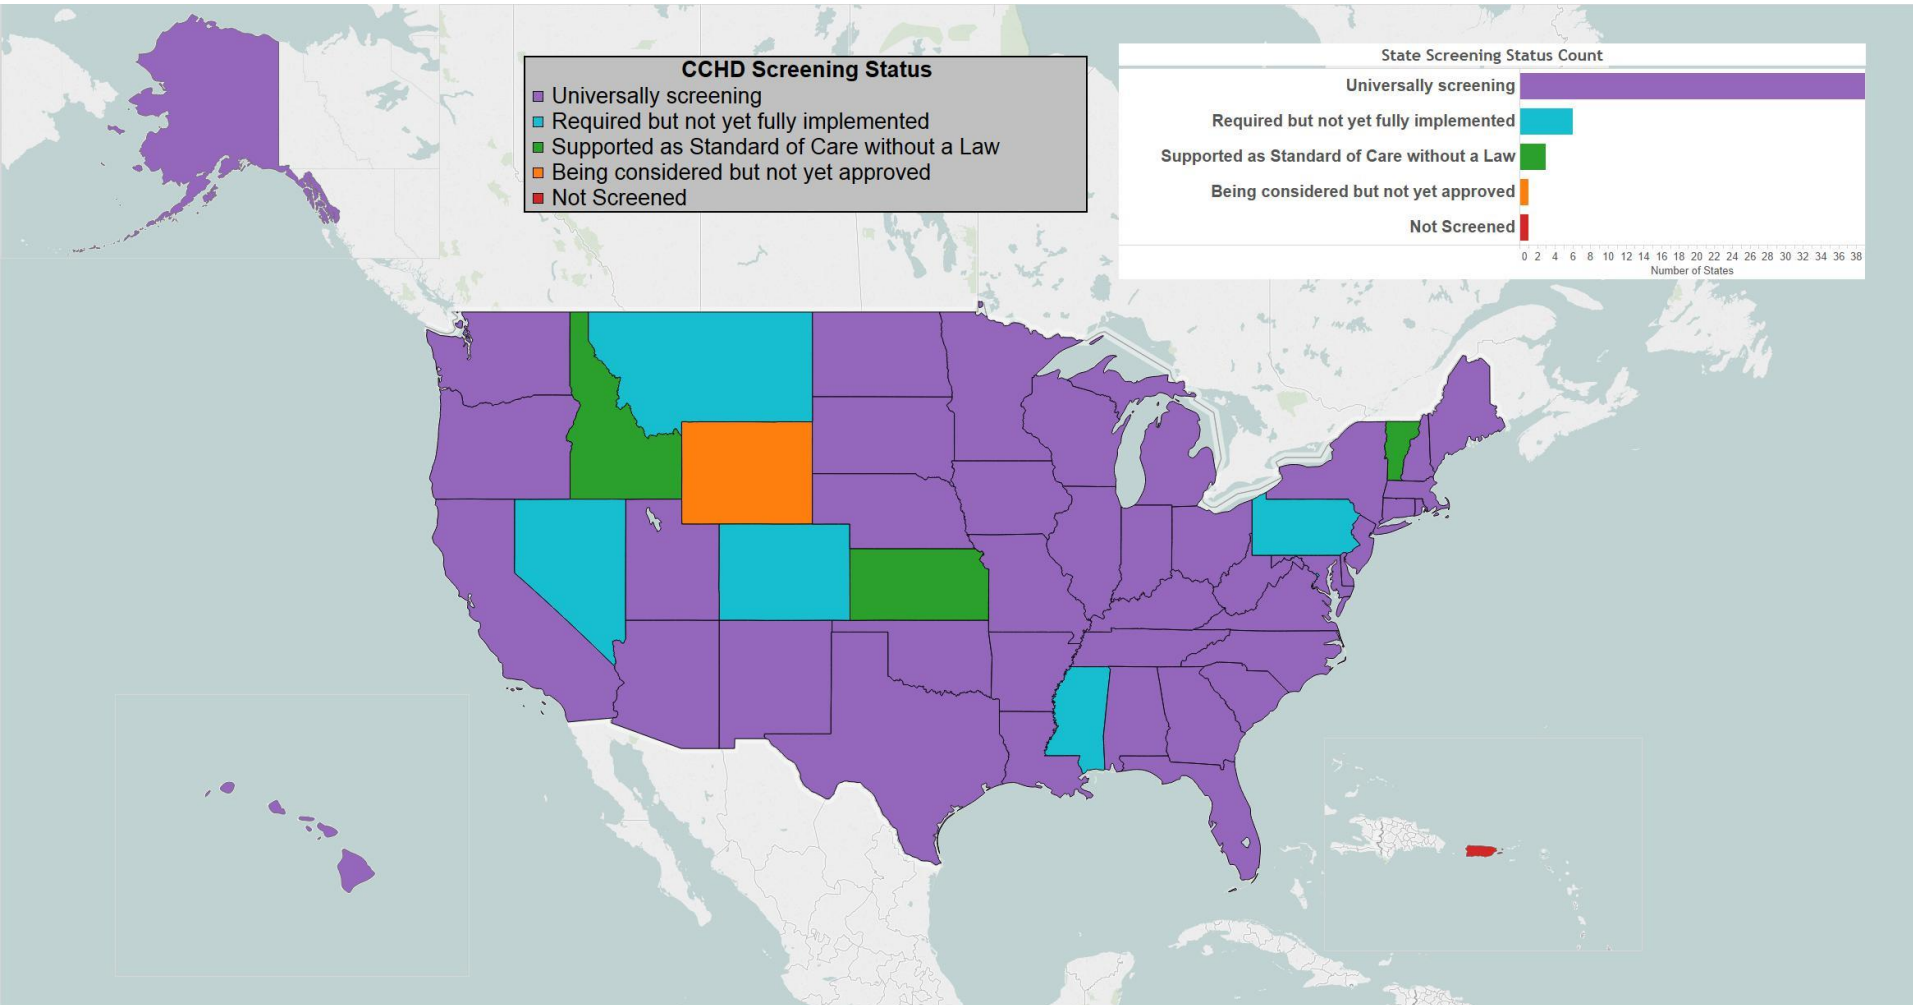 CCHD Screening Status
Universally screening
Required but not yet fully implemented
Supported as Standard of Care without a Law
Being considered but not yet approved
Not Screened
State Screening Status Count
Universally screening
Required but not yet fully implemented
Supported as Standard of Care without a Law
Being considered but not yet approved
Not Screened
0 2 4 6 8 10 12 14 16 18 20 22 24 26 28 30 32 34 36 38
Number of States